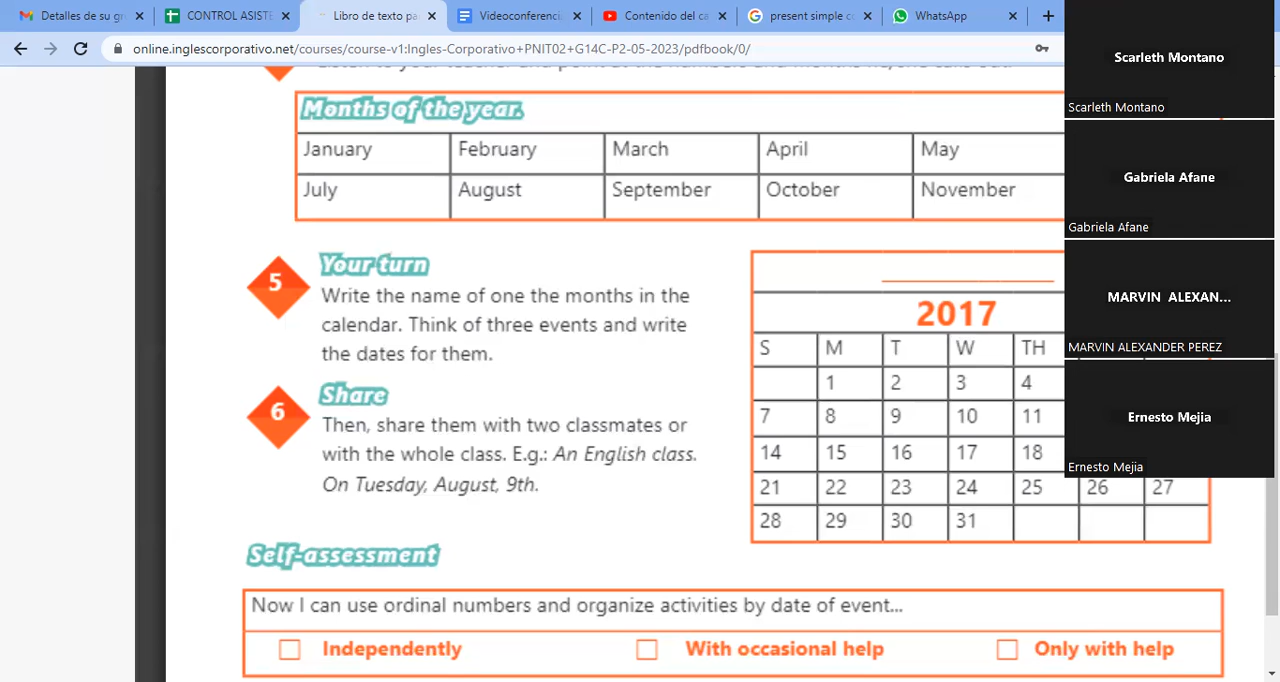 Detalles de su gr
CONTROL ASISTE
Libro de texto pa
Videoconferenci
Contenido del ca
present simple c
WhatsApp
online.inglescorporativo.net/courses/course-v1:Ingles-Corporativo+PNIT02+G14C-P2-05-2023/pdfbook/0/
Months of the year.
January February March April May
July August September October November
5
Your turn
Write the name of one the months in the
calendar. Think of three events and write
the dates for them.
6
Share
Then, share them with two classmates or
with the whole class. E.g.: An English class.
On Tuesday, August, 9th.
2017
S M T W TH
1 2 3 4
7 8 9 10 11
14 15 16 17 18
21 22 23 24 25 26 27
28 29 30 31
Self-assessment
Now I can use ordinal numbers and organize activities by date of event...
Independently
With occasional help
Only with help
Scarleth Montano
Scarleth Montano
Gabriela Afane
Gabriela Afane
MARVIN ALEXAN...
MARVIN ALEXANDER PEREZ
Ernesto Mejia
Ernesto Mejia